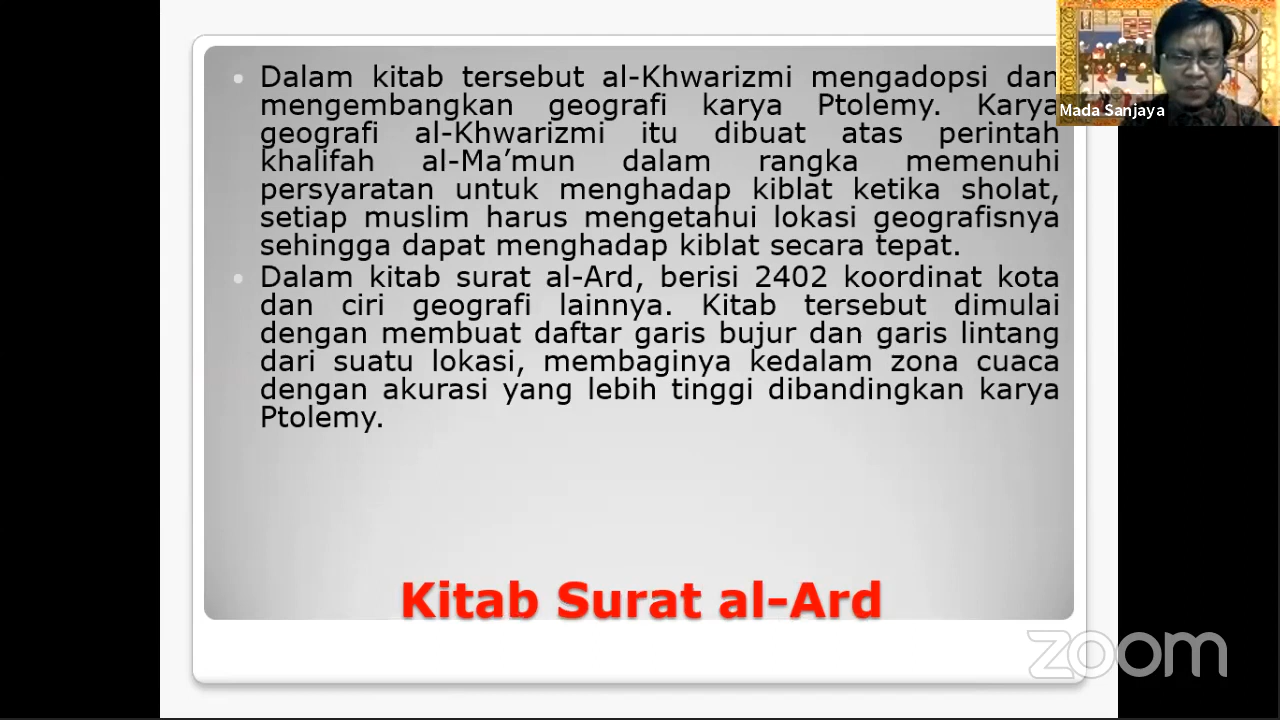 Dalam kitab tersebut al-Khwarizmi mengadopsi dan
mengembangkan geografi karya Ptolemy. Karya
geografi al-Khwarizmi itu dibuat atas perintah
khalifah al-Ma’mun dalam rangka memenuhi
persyaratan untuk menghadap kiblat ketika sholat,
setiap muslim harus mengetahui lokasi geografisnya
sehingga dapat menghadap kiblat secara tepat.
Dalam kitab surat al-Ard, berisi 2402 koordinat kota
dan ciri geografi lainnya. Kitab tersebut dimulai
dengan membuat daftar garis bujur dan garis lintang
dari suatu lokasi, membaginya kedalam zona cuaca
dengan akurasi yang lebih tinggi dibandingkan karya
Ptolemy.
Kitab Surat al-Ard
Mada Sanjaya
zoom